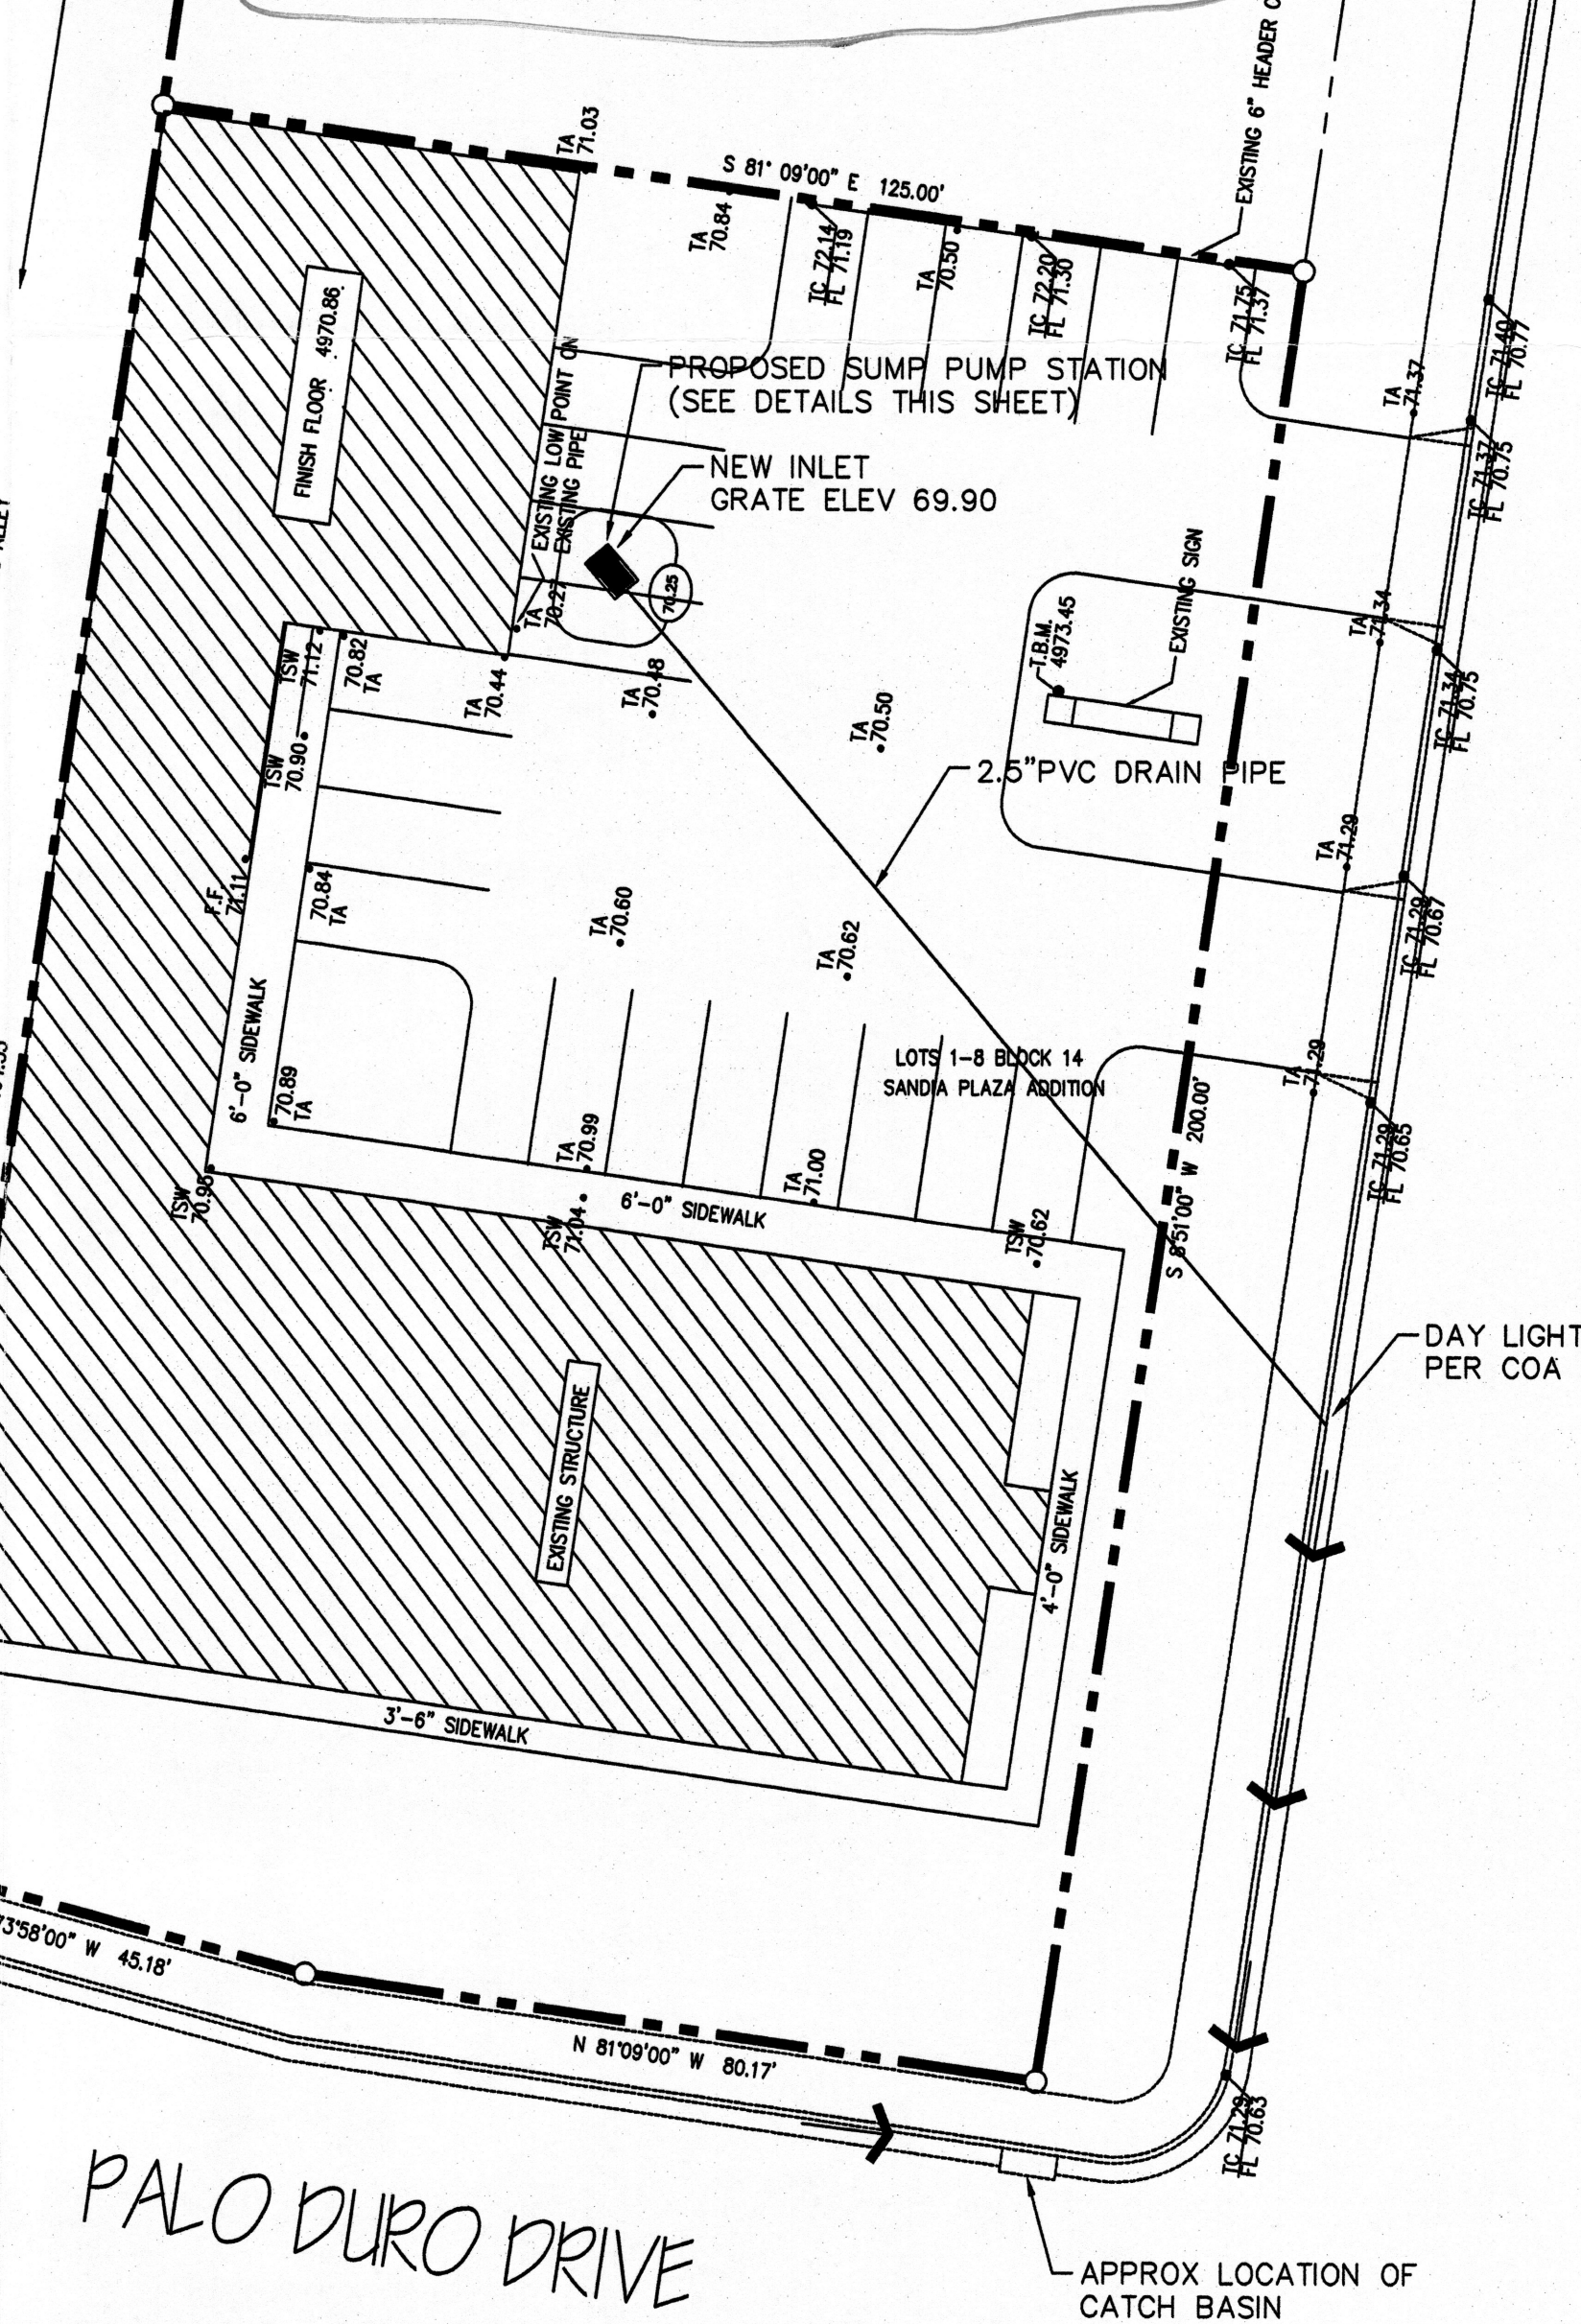 EXISTING 6" HEADER
TA
71.03
S 81° 09'00" E 125.00'
TA
70.84
TC 72.14
FL 71.19
TA
70.50
TC 72.20
FL 71.30
TC 71.75
FL 71.37
FINISH FLOOR 4970.86
PROPOSED SUMP PUMP STATION
(SEE DETAILS THIS SHEET)
TC 71.40
FL 70.77
TA
71.37
TC 71.37
FL 70.75
EXISTING LOW POINT ON
EXISTING PIPE
NEW INLET
GRATE ELEV 69.90
TA
70.27
70.25
EXISTING SIGN
T.B.M.
4973.45
TA
71.34
TC 71.34
FL 70.75
TSW
71.12
70.82
TA
TA
70.44
TA
70.48
TA
70.50
TSW
70.90
2.5"PVC DRAIN PIPE
TA
71.29
TC 71.29
FL 70.67
F.F.
71.11
70.84
TA
TA
70.60
TA
70.62
6'-0" SIDEWALK
LOTS 1-8 BLOCK 14
SANDIA PLAZA ADDITION
TA
71.29
TC 71.29
FL 70.65
70.89
TA
TA
70.99
TA
71.00
S 8°51'00" W 200.00'
TSW
TSW
71.04
6'-0" SIDEWALK
TSW
70.62
DAY LIGHT
PER COA
EXISTING STRUCTURE
4'-0" SIDEWALK
3'-6" SIDEWALK
73°58'00" W 45.18'
N 81°09'00" W 80.17'
TC 71.29
FL 70.63
PALO DURO DRIVE
APPROX LOCATION OF
CATCH BASIN